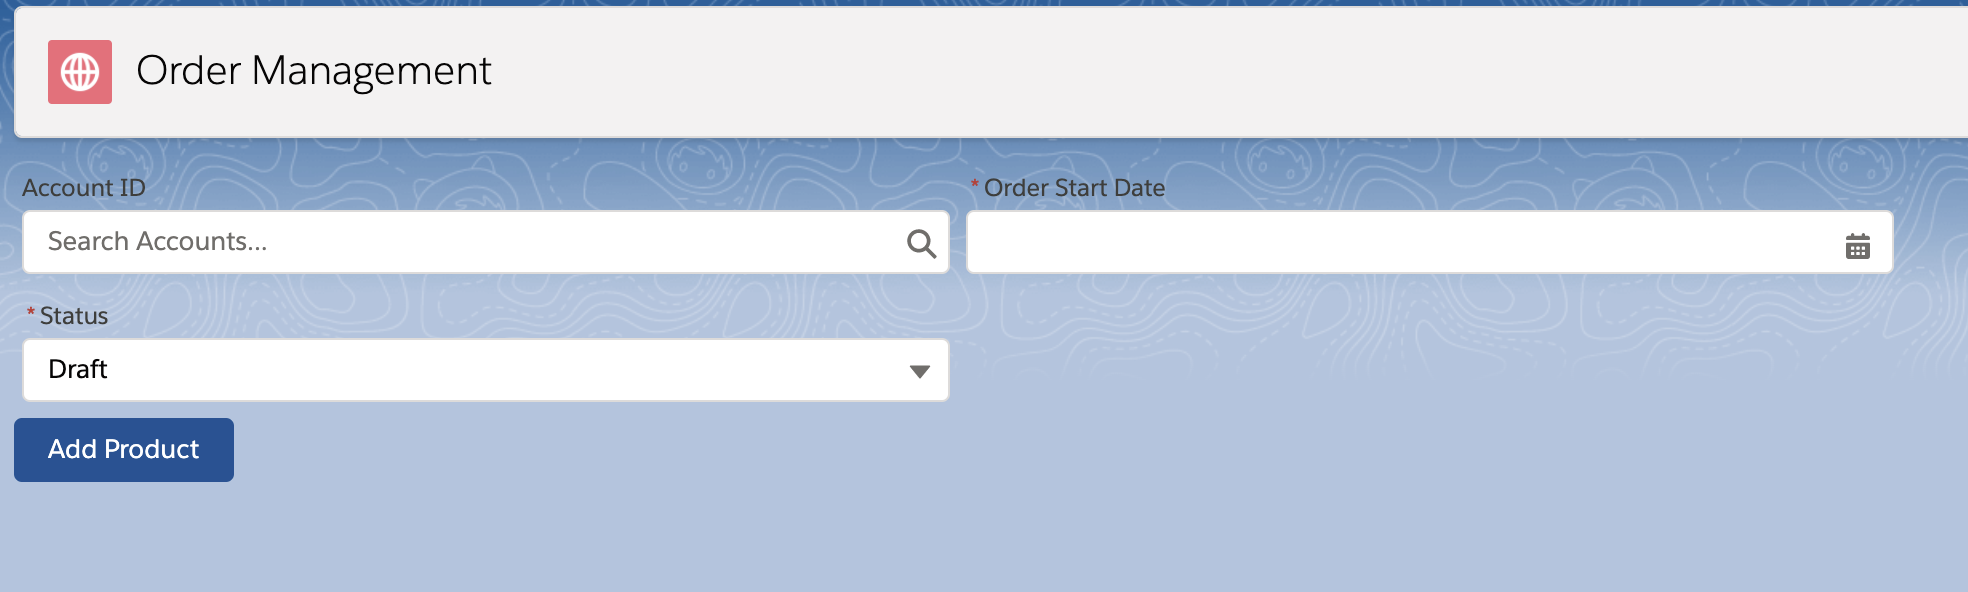 Order Management
Account ID
* Order Start Date
Search Accounts...
* Status
Draft
Add Product